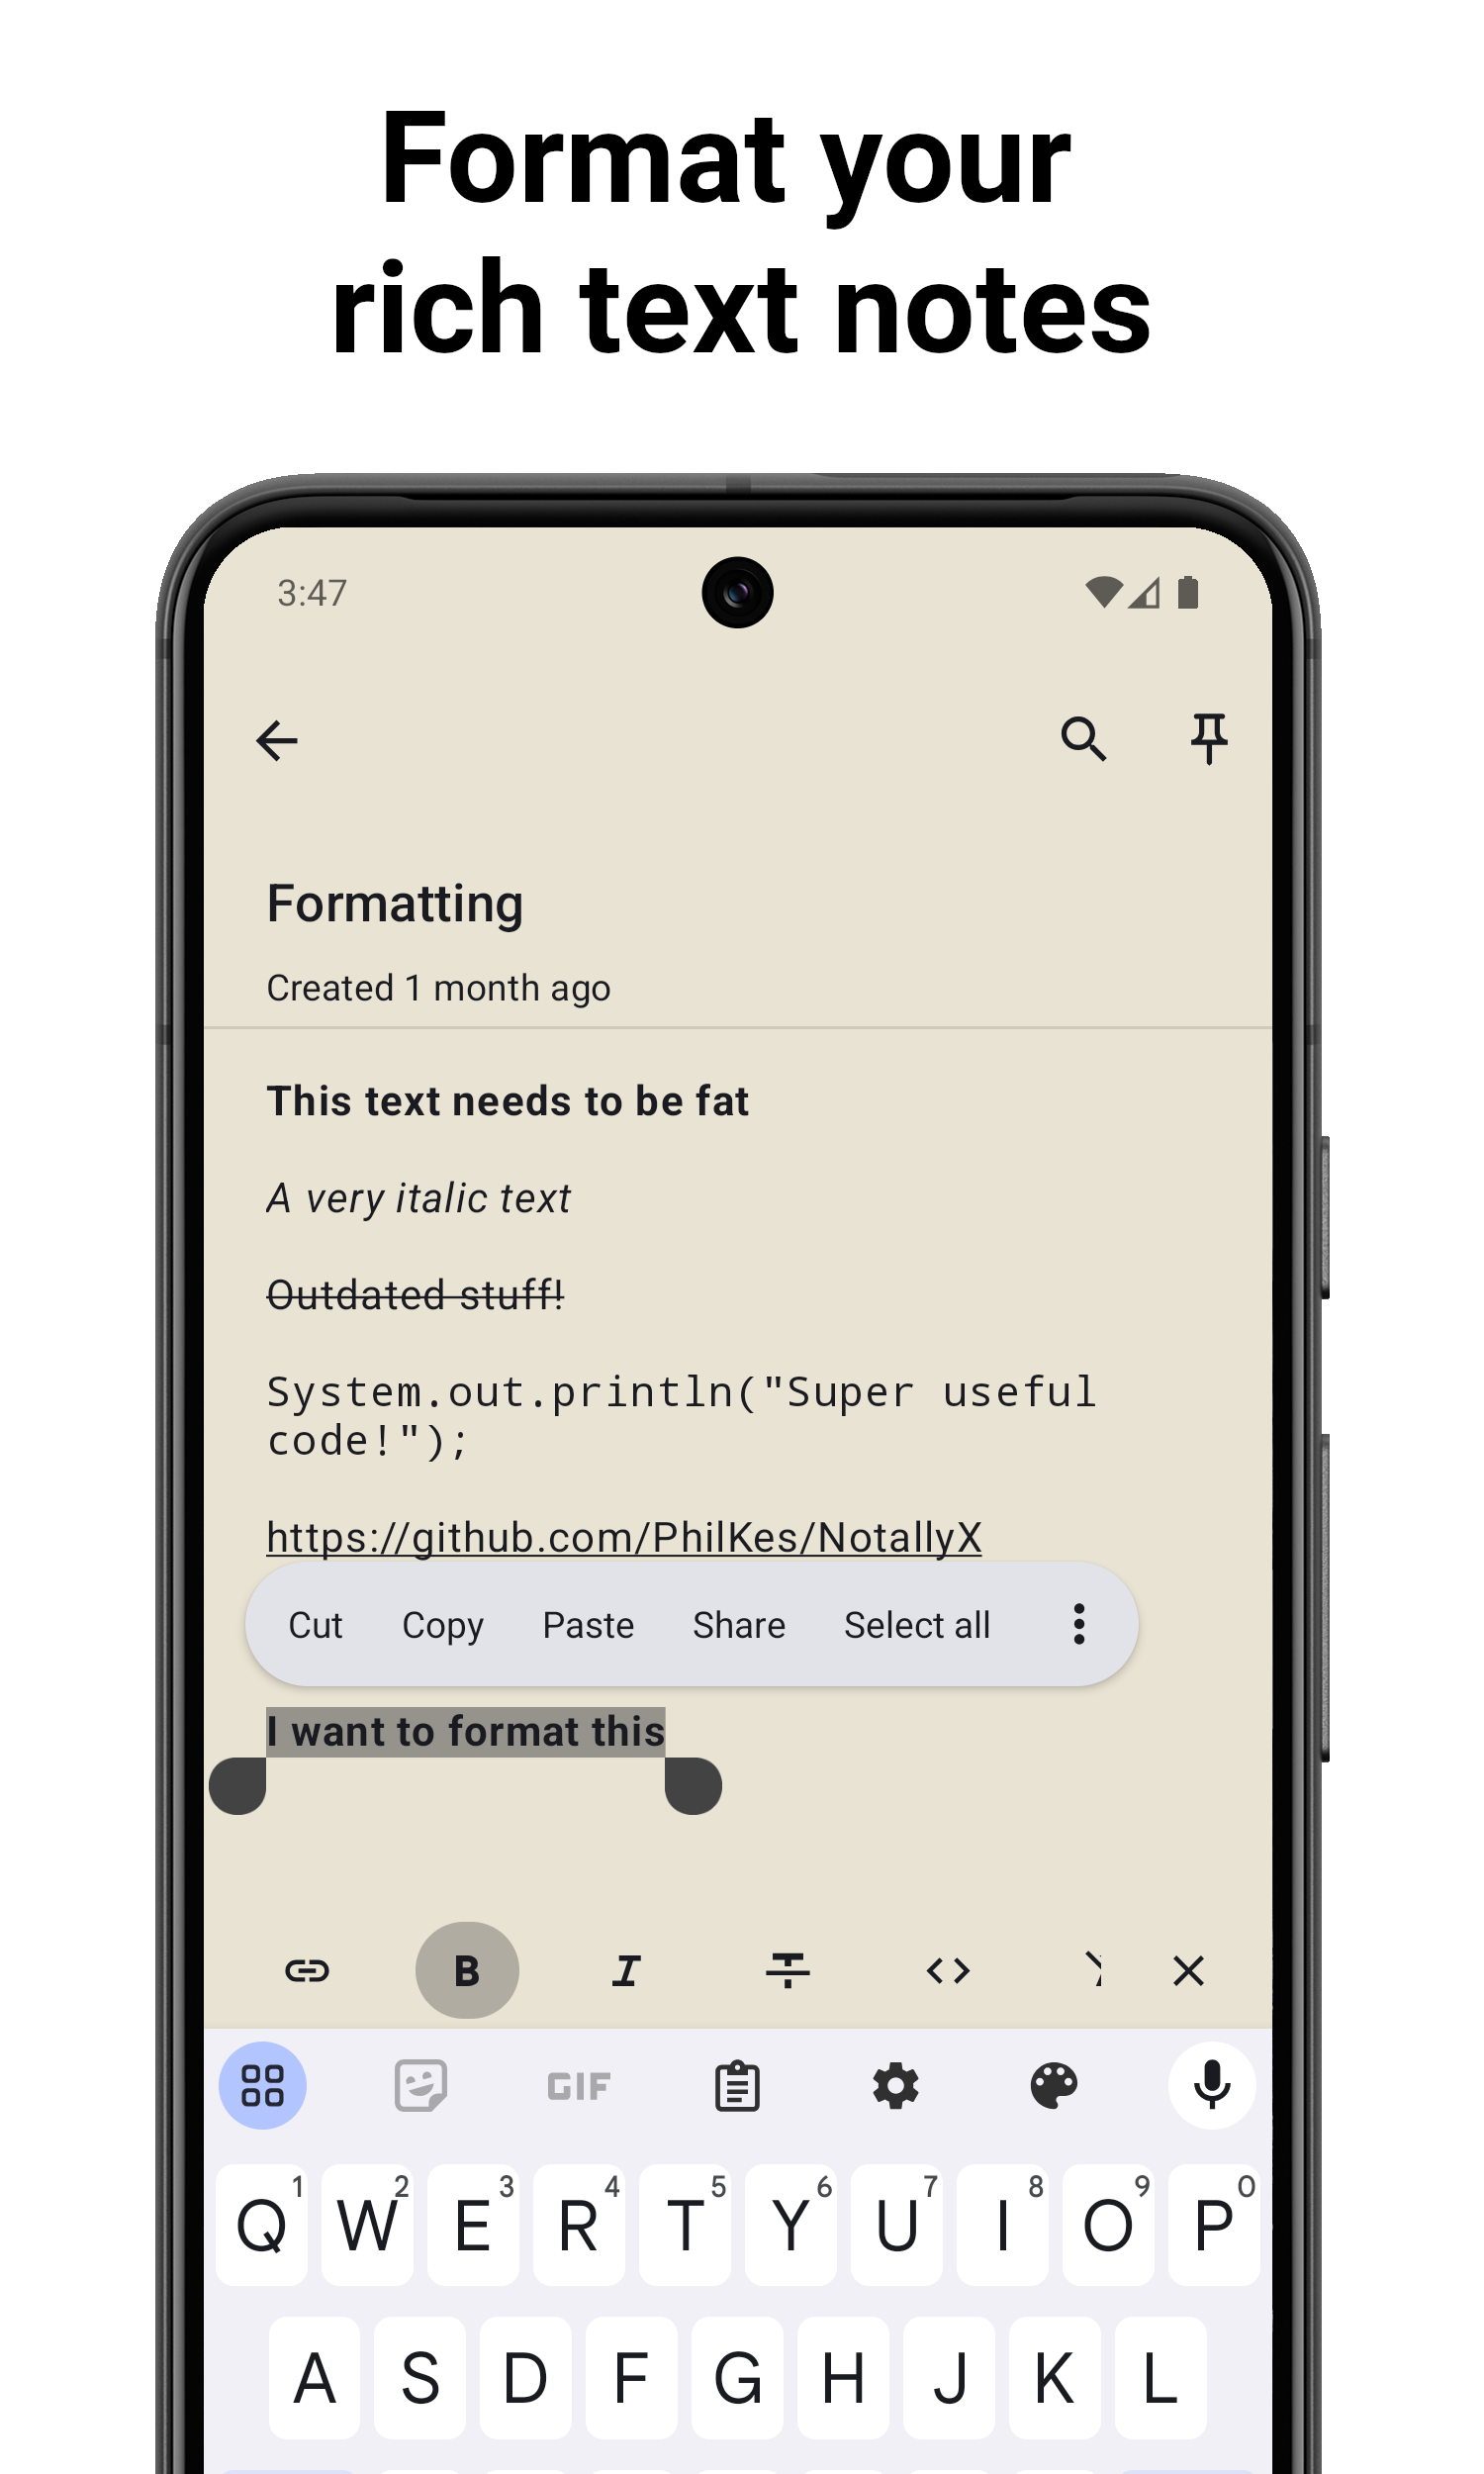 Format your
rich text notes
3:47
Formatting
Created 1 month ago
This text needs to be fat
A very italic text
Outdated stuff!
System.out.println("Super useful
code!");
https://github.com/PhilKes/NotallyX
Cut Copy Paste Share Select all
I want to format this
B I T <>
GIF
1 2 3 4 5 6 7 8 9 0
Q W E R T Y U I O P
A S D F G H J K L